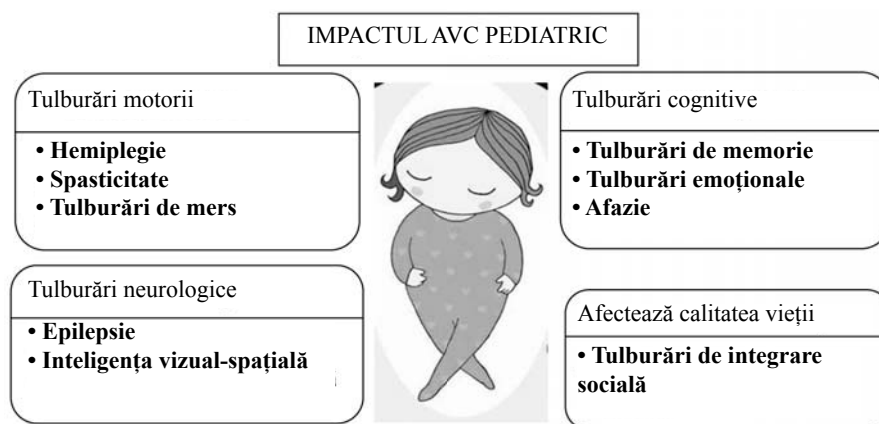 IMPACTUL AVC PEDIATRIC
Tulburări motorii
• Hemiplegie
• Spasticitate
• Tulburări de mers
Tulburări cognitive
• Tulburări de memorie
• Tulburări emoționale
• Afazie
Tulburări neurologice
• Epilepsie
• Inteligența vizual-spațială
Afectează calitatea vieții
• Tulburări de integrare
socială